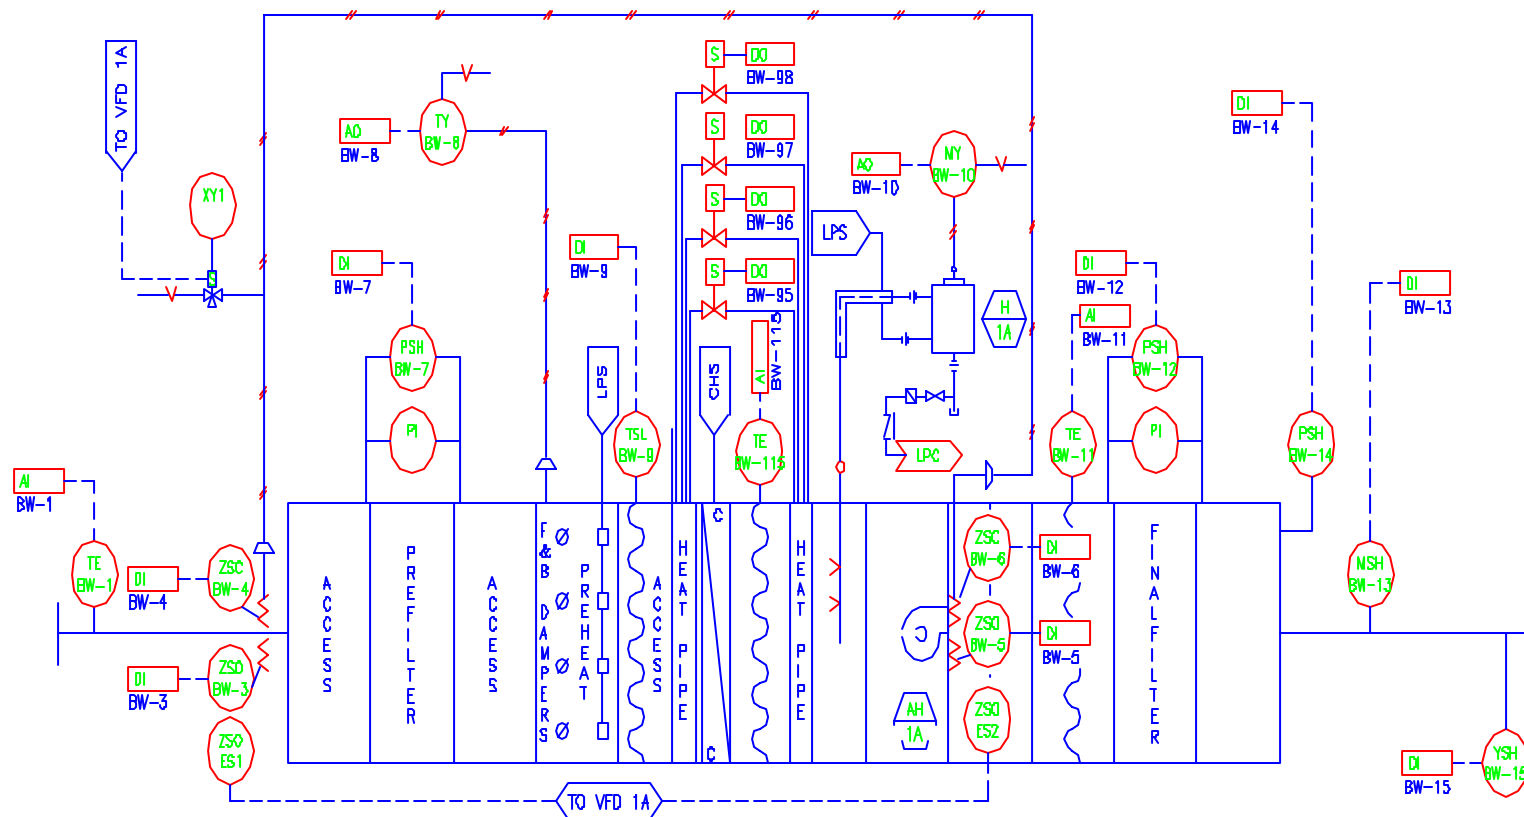 TO VFD 1A
XY1
S
AO
BW-8
TY
BW-8
S
DO
BW-98
S
DO
BW-97
S
DO
BW-96
S
DO
BW-95
AO
BW-10
MY
BW-10
LPS
H
1A
LPC
DI
BW-14
DI
BW-7
PSH
BW-7
PI
DI
BW-9
TSL
BW-9
LPS
CHS
AI
BW-115
TE
BW-115
DI
BW-12
AI
BW-11
PSH
BW-12
TE
BW-11
PI
DI
BW-13
PSH
BW-14
AI
BW-1
TE
BW-1
DI
BW-4
ZSC
BW-4
DI
BW-3
ZSO
BW-3
ZSO
ES1
ACCESS
PREFILTER
ACCESS
F&B DAMPERS
PREHEAT
ACCESS
HEAT PIPE
C
C
HEAT PIPE
AH
1A
ZSC
BW-6
DI
BW-6
ZSO
BW-5
DI
BW-5
ZSO
ES2
FINALFILTER
MSH
BW-13
DI
BW-15
YSH
BW-15
TO VFD 1A